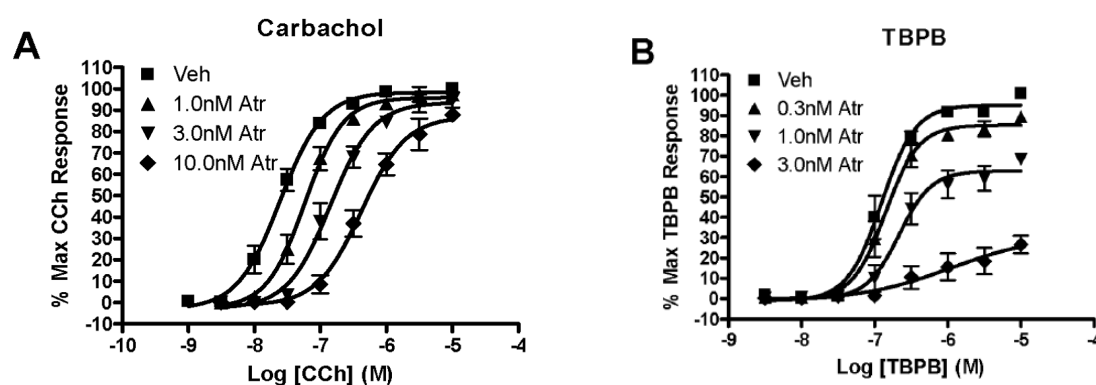 A
Carbachol
% Max CCh Response
110
100
90
80
70
60
50
40
30
20
10
0
-10
Veh
1.0nM Atr
3.0nM Atr
10.0nM Atr
-10 -9 -8 -7 -6 -5 -4
Log [CCh] (M)
B
TBPB
% Max TBPB Response
110
100
90
80
70
60
50
40
30
20
10
0
-10
Veh
0.3nM Atr
1.0nM Atr
3.0nM Atr
-9 -8 -7 -6 -5 -4
Log [TBPB] (M)